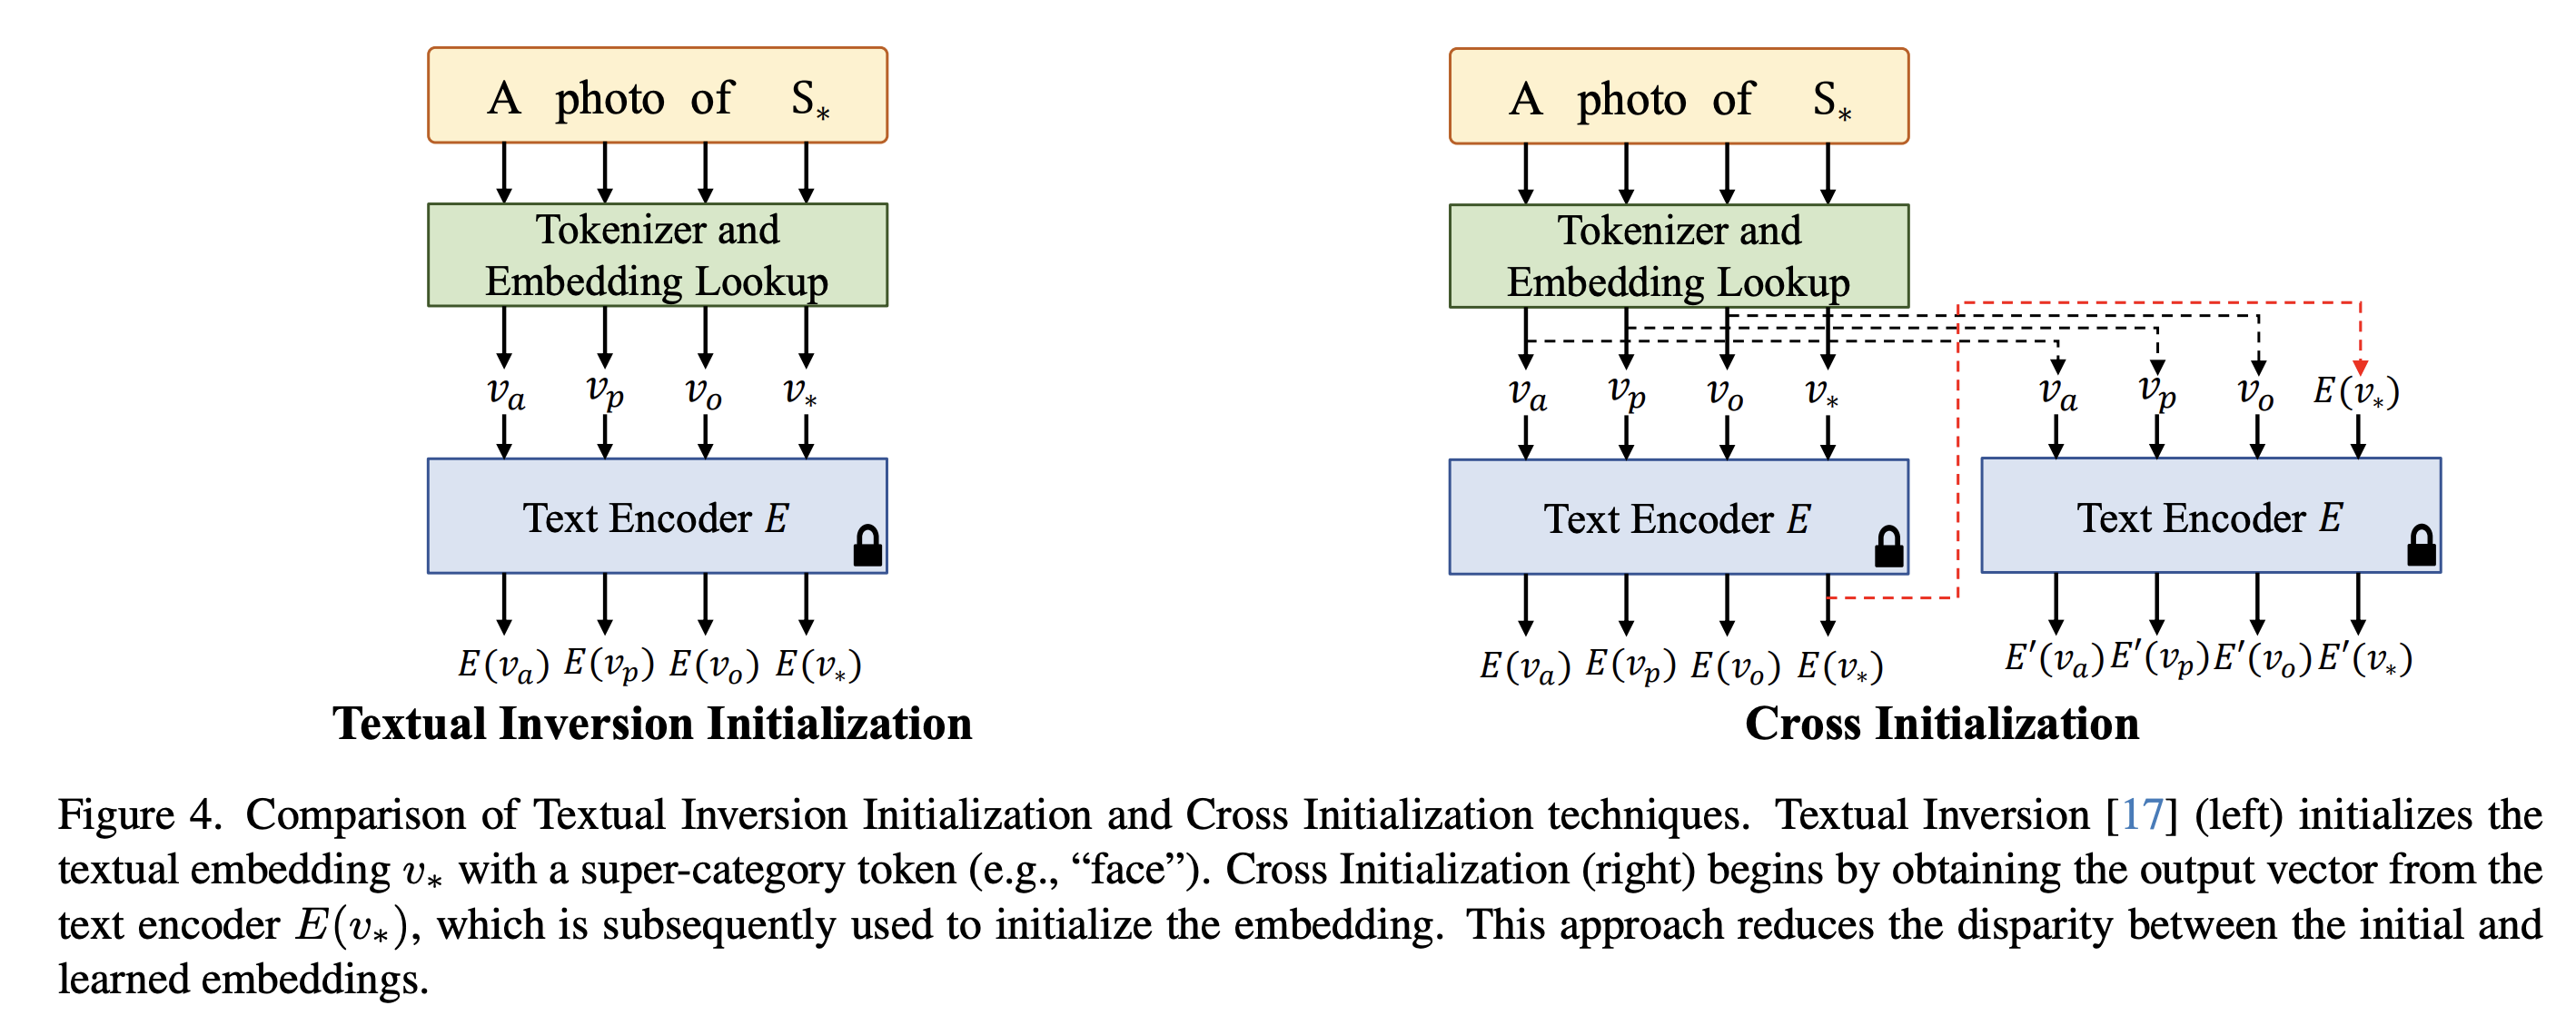 A photo of S*
Tokenizer and
Embedding Lookup
v_a v_p v_o v_*
Text Encoder E
E(v_a) E(v_p) E(v_o) E(v_*)
Textual Inversion Initialization
A photo of S*
Tokenizer and
Embedding Lookup
v_a v_p v_o v_* v_a v_p v_o E(v_*)
Text Encoder E Text Encoder E
E(v_a) E(v_p) E(v_o) E(v_*) E′(v_a) E′(v_p) E′(v_o) E′(v_*)
Cross Initialization
Figure 4. Comparison of Textual Inversion Initialization and Cross Initialization techniques. Textual Inversion [17] (left) initializes the
textual embedding v_* with a super-category token (e.g., “face”). Cross Initialization (right) begins by obtaining the output vector from the
text encoder E(v_*), which is subsequently used to initialize the embedding. This approach reduces the disparity between the initial and
learned embeddings.